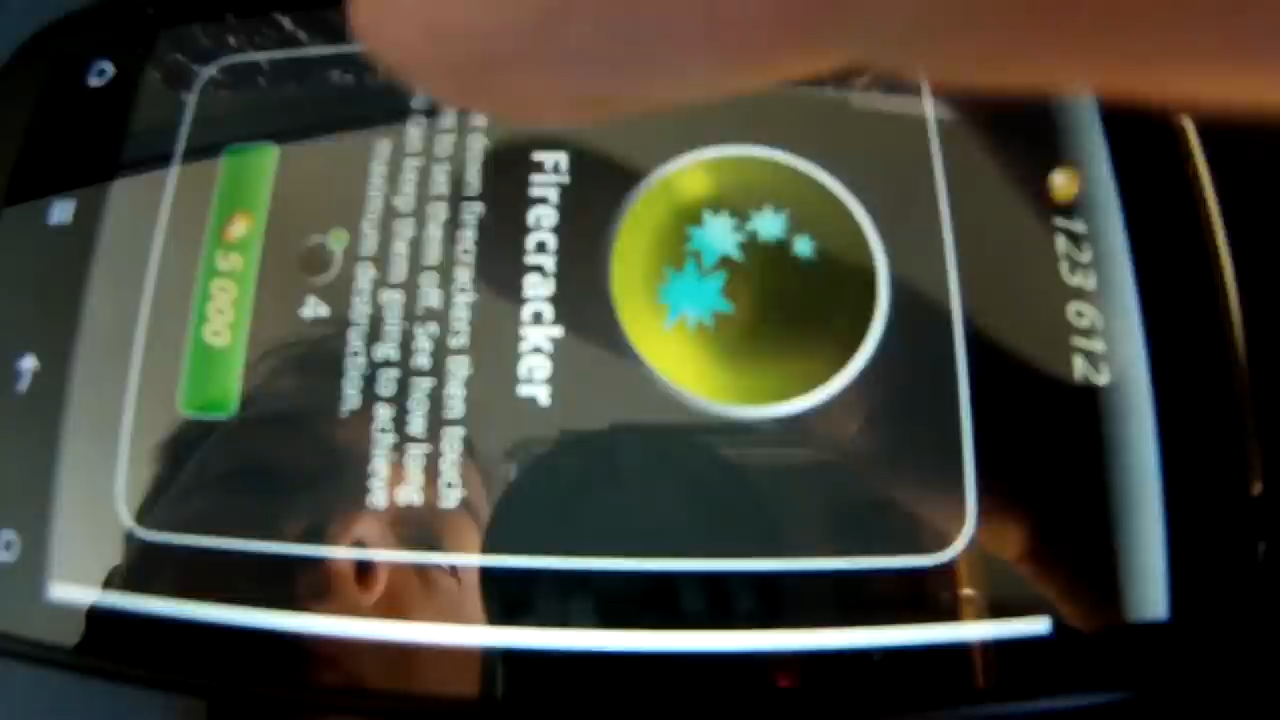 123 612
Firecracker
firecrackers then touch
to set them off. See how long
can keep them going to achieve
maximum destruction.
4
5 000